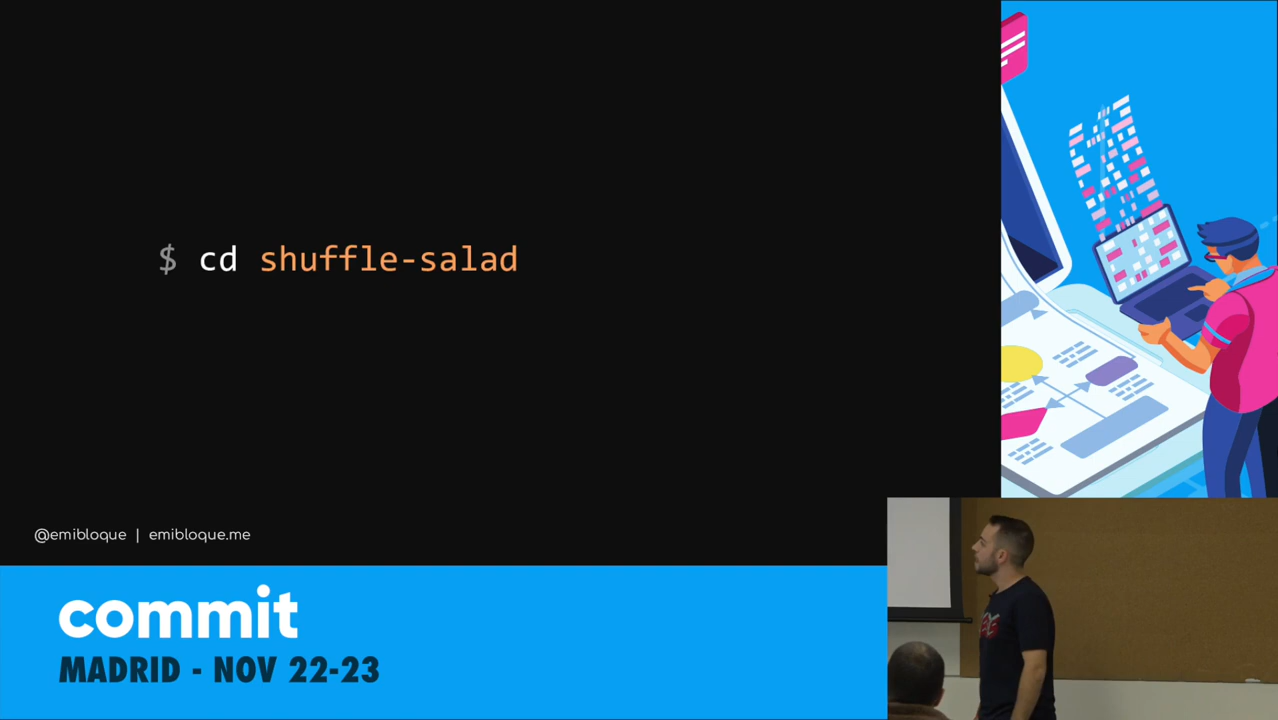 $ cd shuffle-salad
@emibloque | emibloque.me
commit
MADRID - NOV 22-23